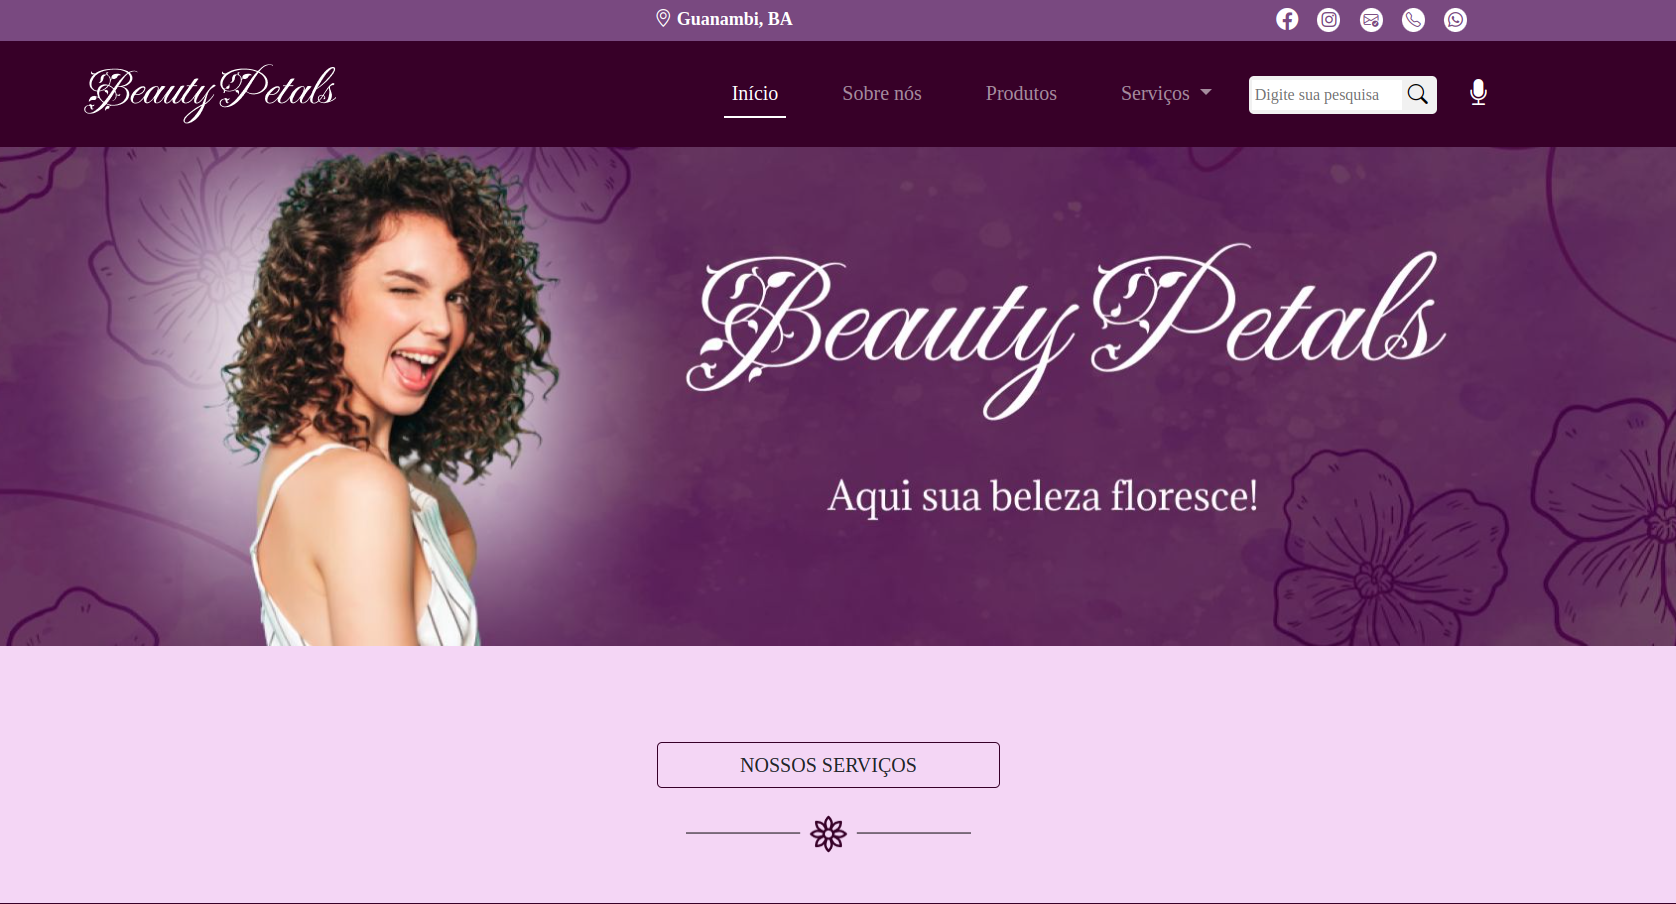 Guanambi, BA
Beauty Petals
Início
Sobre nós
Produtos
Serviços
Digite sua pesquisa
Beauty Petals
Aqui sua beleza floresce!
NOSSOS SERVIÇOS